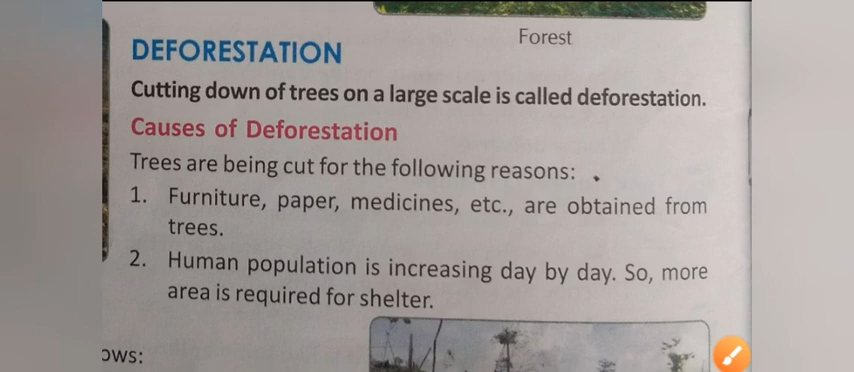 Forest
DEFORESTATION
Cutting down of trees on a large scale is called deforestation.
Causes of Deforestation
Trees are being cut for the following reasons:
1. Furniture, paper, medicines, etc., are obtained from
trees.
2. Human population is increasing day by day. So, more
area is required for shelter.
ows: